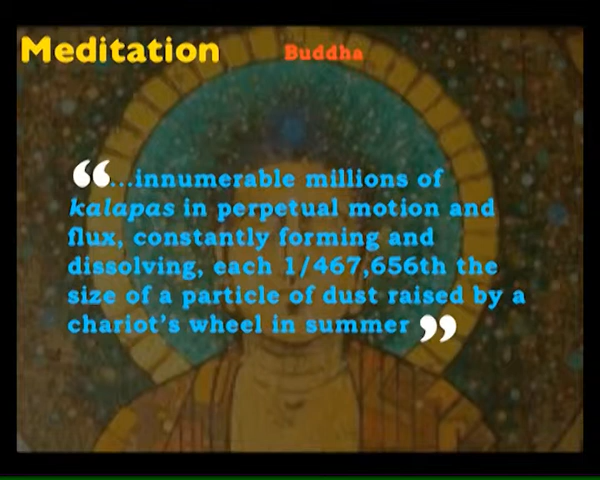 Meditation Buddha
“...innumerable millions of
kalapas in perpetual motion and
flux, constantly forming and
dissolving, each 1/467,656th the
size of a particle of dust raised by a
chariot’s wheel in summer ”